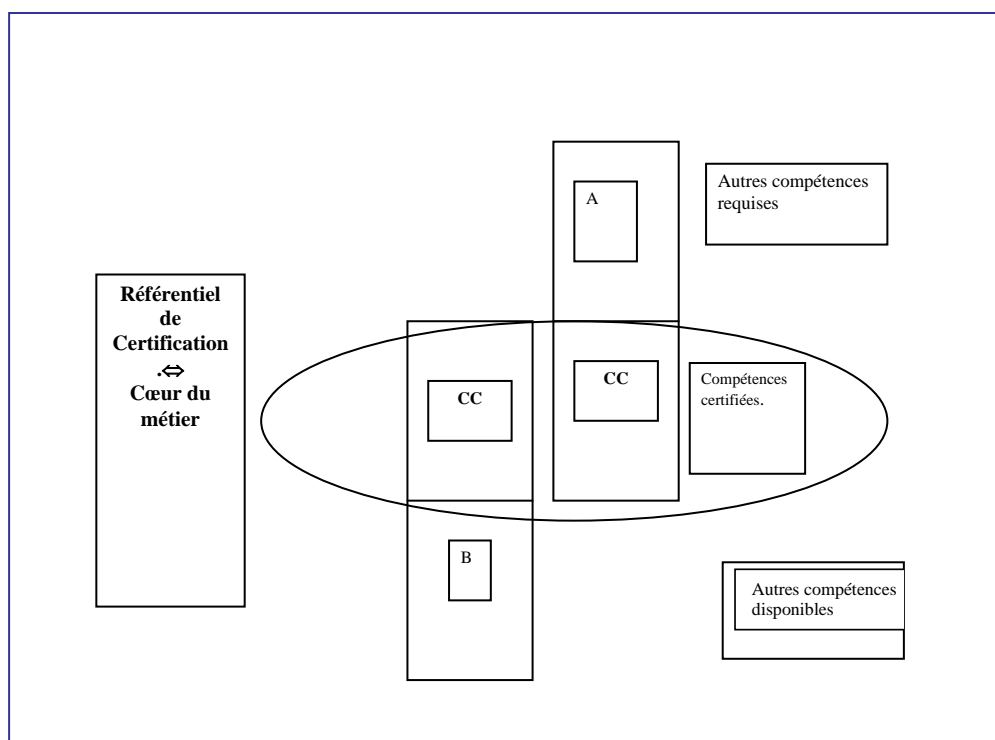 A
Autres compétences
requises
Référentiel
de
Certification
.⇔
Cœur du
métier
CC
CC
Compétences
certifiées.
B
Autres compétences
disponibles